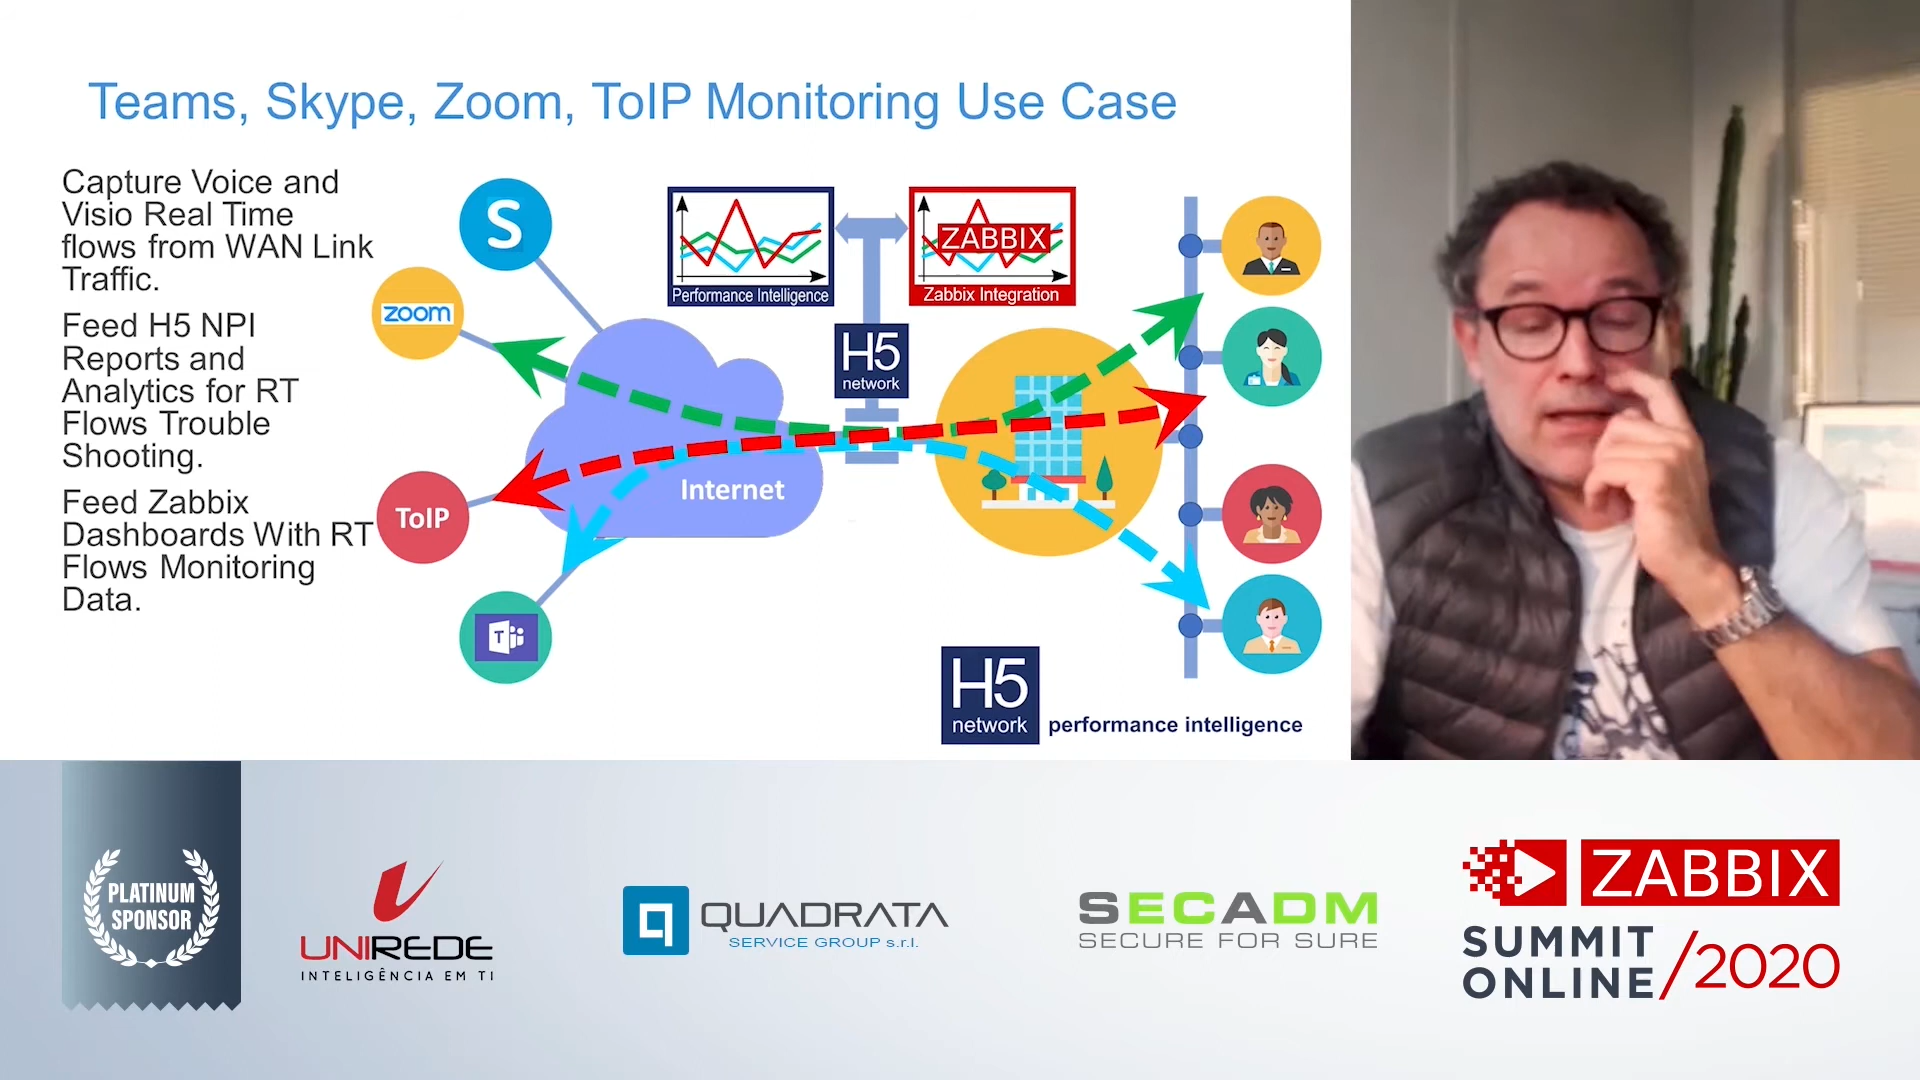 Teams, Skype, Zoom, ToIP Monitoring Use Case
Capture Voice and
Visio Real Time
flows from WAN Link
Traffic.
Feed H5 NPI
Reports and
Analytics for RT
Flows Trouble
Shooting.
Feed Zabbix
Dashboards With RT
Flows Monitoring
Data.
S
zoom
ToIP
T
Internet
Performance Intelligence
ZABBIX
Zabbix Integration
H5
network
H5
network
performance intelligence
PLATINUM
SPONSOR
UNIREDE
INTELIGÊNCIA EM TI
q
QUADRATA
SERVICE GROUP s.r.l.
SECADM
SECURE FOR SURE
ZABBIX
SUMMIT
ONLINE
/2020